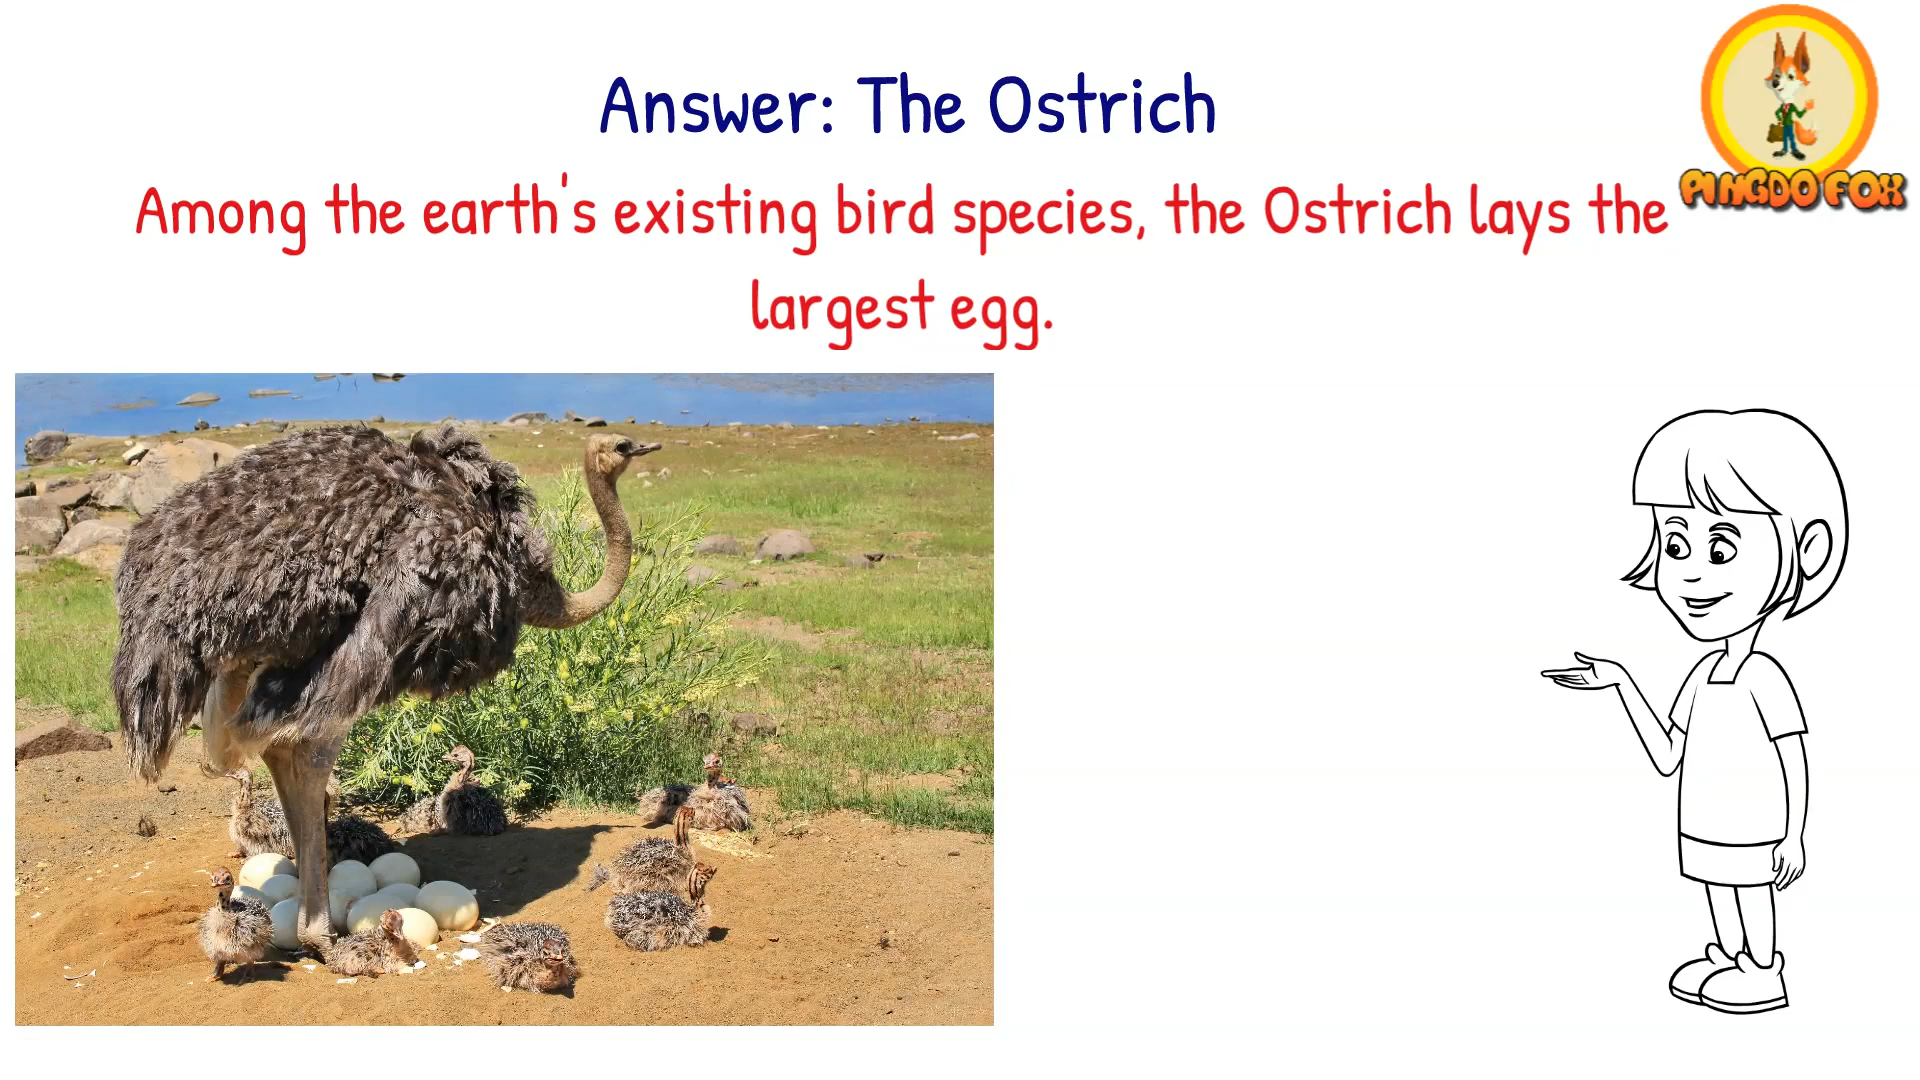 Answer: The Ostrich
Among the earth's existing bird species, the Ostrich lays the
largest egg.
PINGDO FOX